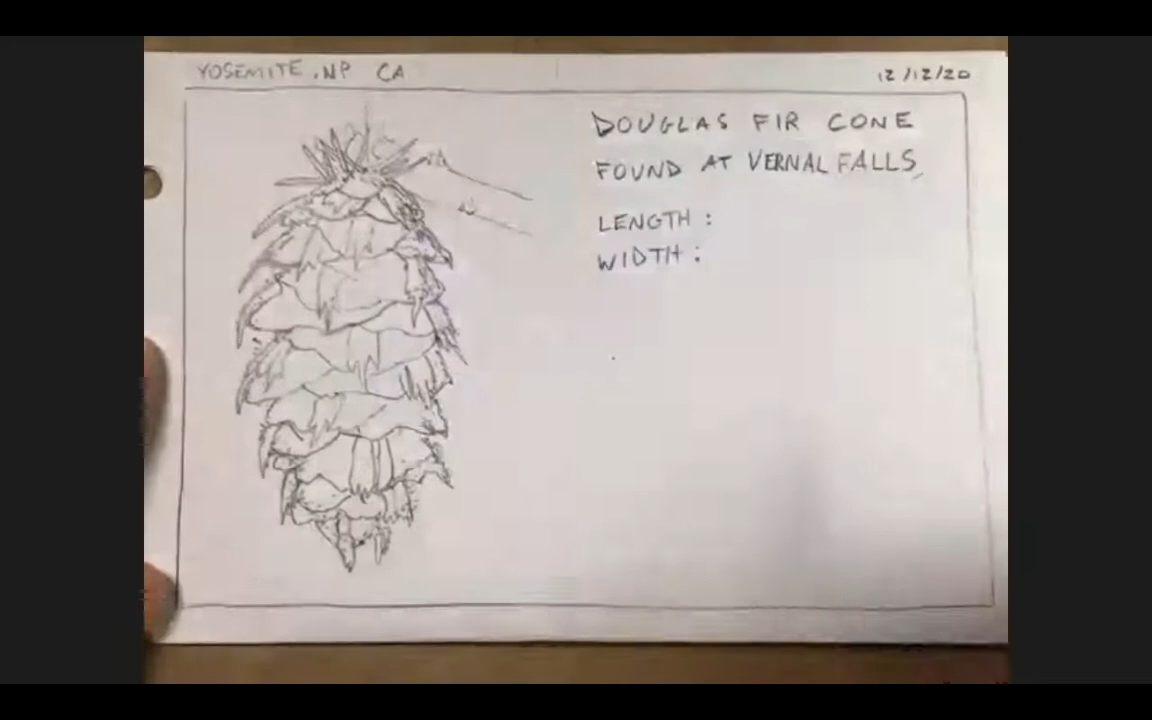 YOSEMITE, NP CA
12/12/20
DOUGLAS FIR CONE
FOUND AT VERNAL FALLS,
LENGTH:
WIDTH: